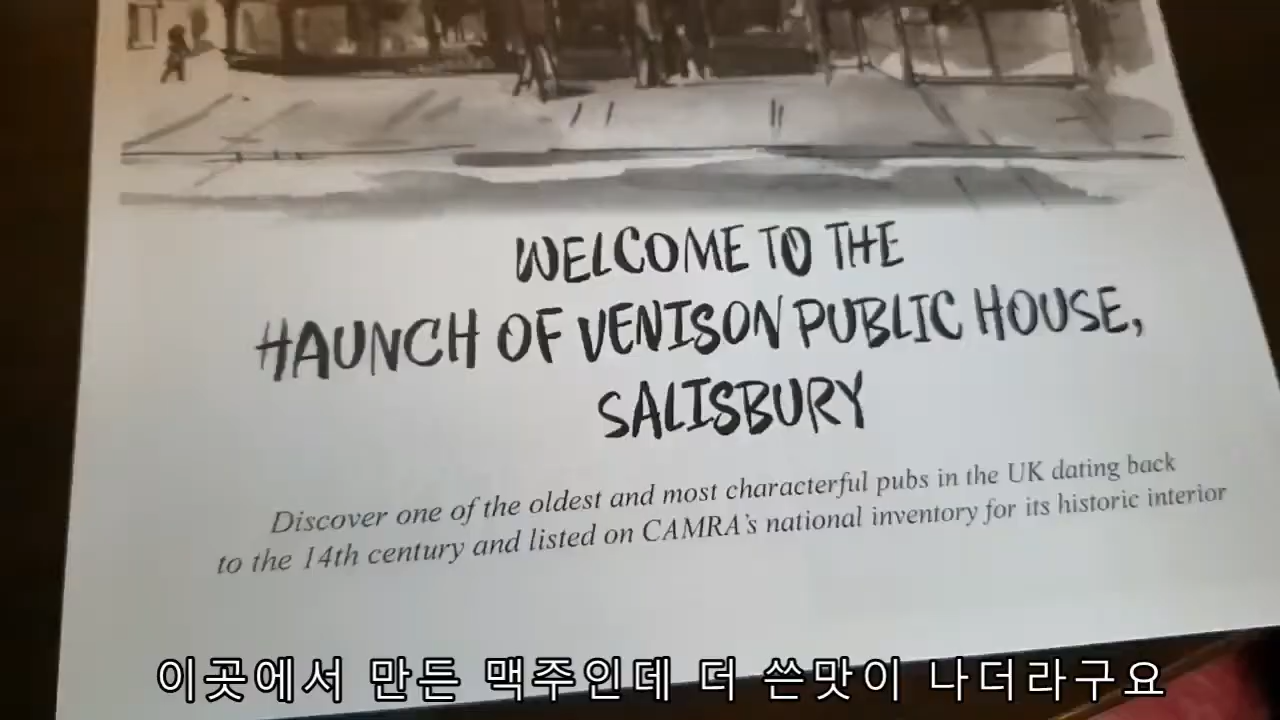 WELCOME TO THE
HAUNCH OF VENISON PUBLIC HOUSE,
SALISBURY
Discover one of the oldest and most characterful pubs in the UK dating back
to the 14th century and listed on CAMRA's national inventory for its historic interior
이곳에서 만든 맥주인데 더 쓴맛이 나더라구요